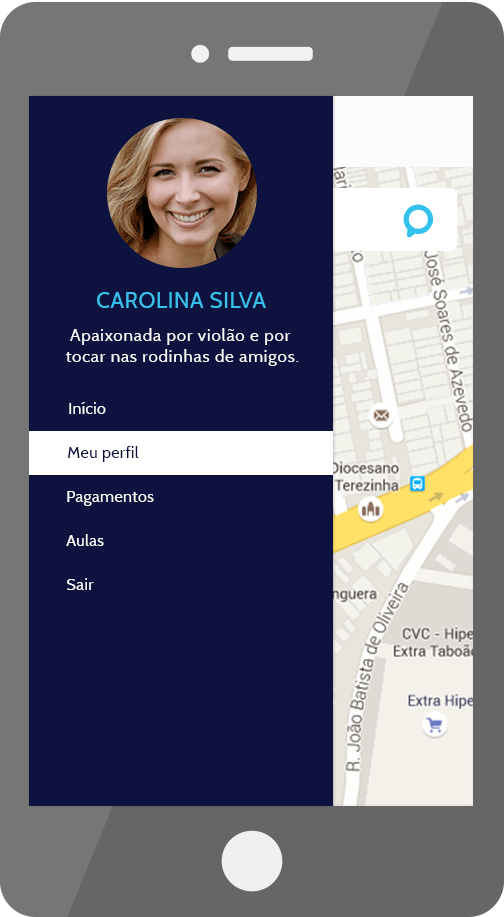 CAROLINA SILVA
Apaixonada por violão e por
tocar nas rodinhas de amigos.
Início
Meu perfil
Pagamentos
Aulas
Sair
José Soares de Azevedo
Diocesano
Terezinha
nguera
R. João Batista de Oliveira
CVC - Hipe
Extra Taboão
Extra Hipe